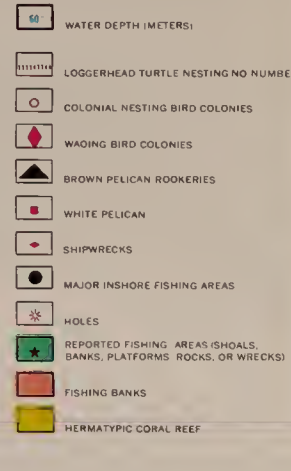 60
WATER DEPTH (METERS)
LOGGERHEAD TURTLE NESTING NO NUMBE
COLONIAL NESTING BIRD COLONIES
WADING BIRD COLONIES
BROWN PELICAN ROOKERIES
WHITE PELICAN
SHIPWRECKS
MAJOR INSHORE FISHING AREAS
HOLES
REPORTED FISHING AREAS (SHOALS,
BANKS, PLATFORMS ROCKS, OR WRECKS)
FISHING BANKS
HERMATYPIC CORAL REEF